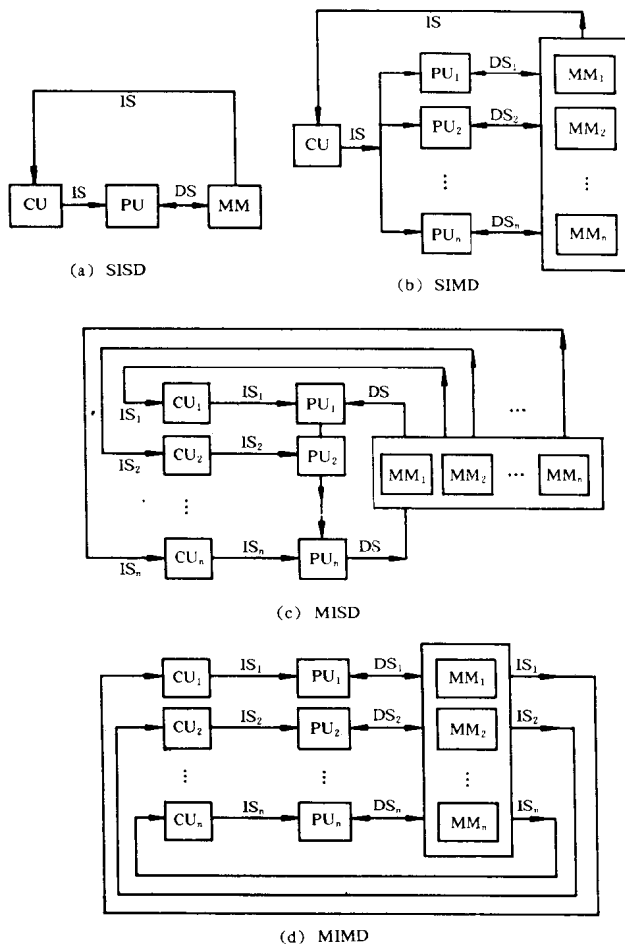 IS
CU IS PU DS MM
(a) SISD
IS
CU IS
PU₁ DS₁ MM₁
PU₂ DS₂ MM₂
⋮ ⋮
PUₙ DSₙ MMₙ
(b) SIMD
IS₁ CU₁ IS₁ PU₁ DS
IS₂ CU₂ IS₂ PU₂
⋮
ISₙ CUₙ ISₙ PUₙ DS
…
MM₁ MM₂ … MMₙ
(c) MISD
CU₁ IS₁ PU₁ DS₁ MM₁ IS₁
CU₂ IS₂ PU₂ DS₂ MM₂ IS₂
⋮ ⋮ ⋮
CUₙ ISₙ PUₙ DSₙ MMₙ ISₙ
(d) MIMD